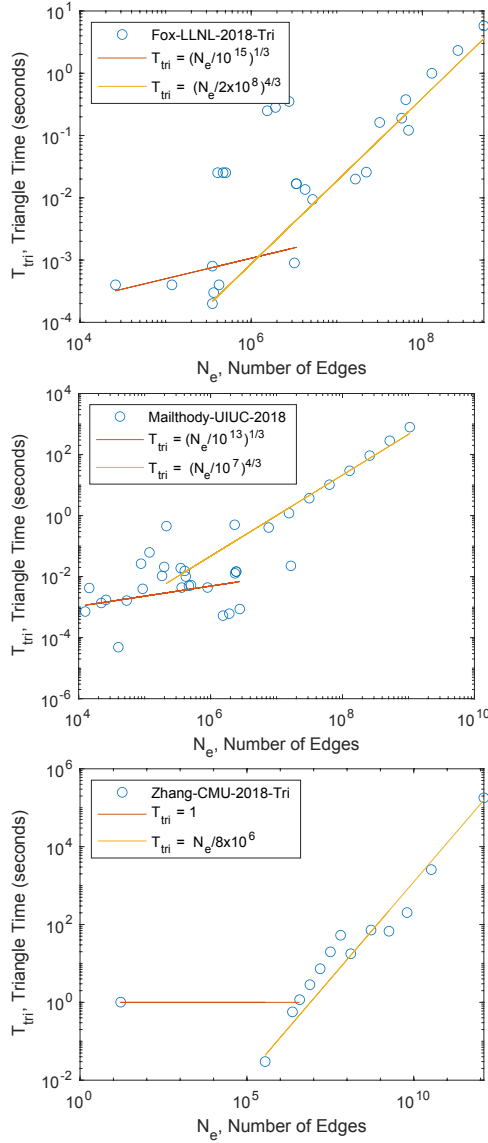 10^1
10^0
10^-1
10^-2
10^-3
10^-4
T_tri, Triangle Time (seconds)
Fox-LLNL-2018-Tri
T_tri = (N_e/10^15)^1/3
T_tri = (N_e/2x10^8)^4/3
10^4 10^6 10^8
N_e, Number of Edges
10^4
10^2
10^0
10^-2
10^-4
10^-6
T_tri, Triangle Time (seconds)
Mailthody-UIUC-2018
T_tri = (N_e/10^13)^1/3
T_tri = (N_e/10^7)^4/3
10^4 10^6 10^8 10^10
N_e, Number of Edges
10^6
10^4
10^2
10^0
10^-2
T_tri, Triangle Time (seconds)
Zhang-CMU-2018-Tri
T_tri = 1
T_tri = N_e/8x10^6
10^0 10^5 10^10
N_e, Number of Edges